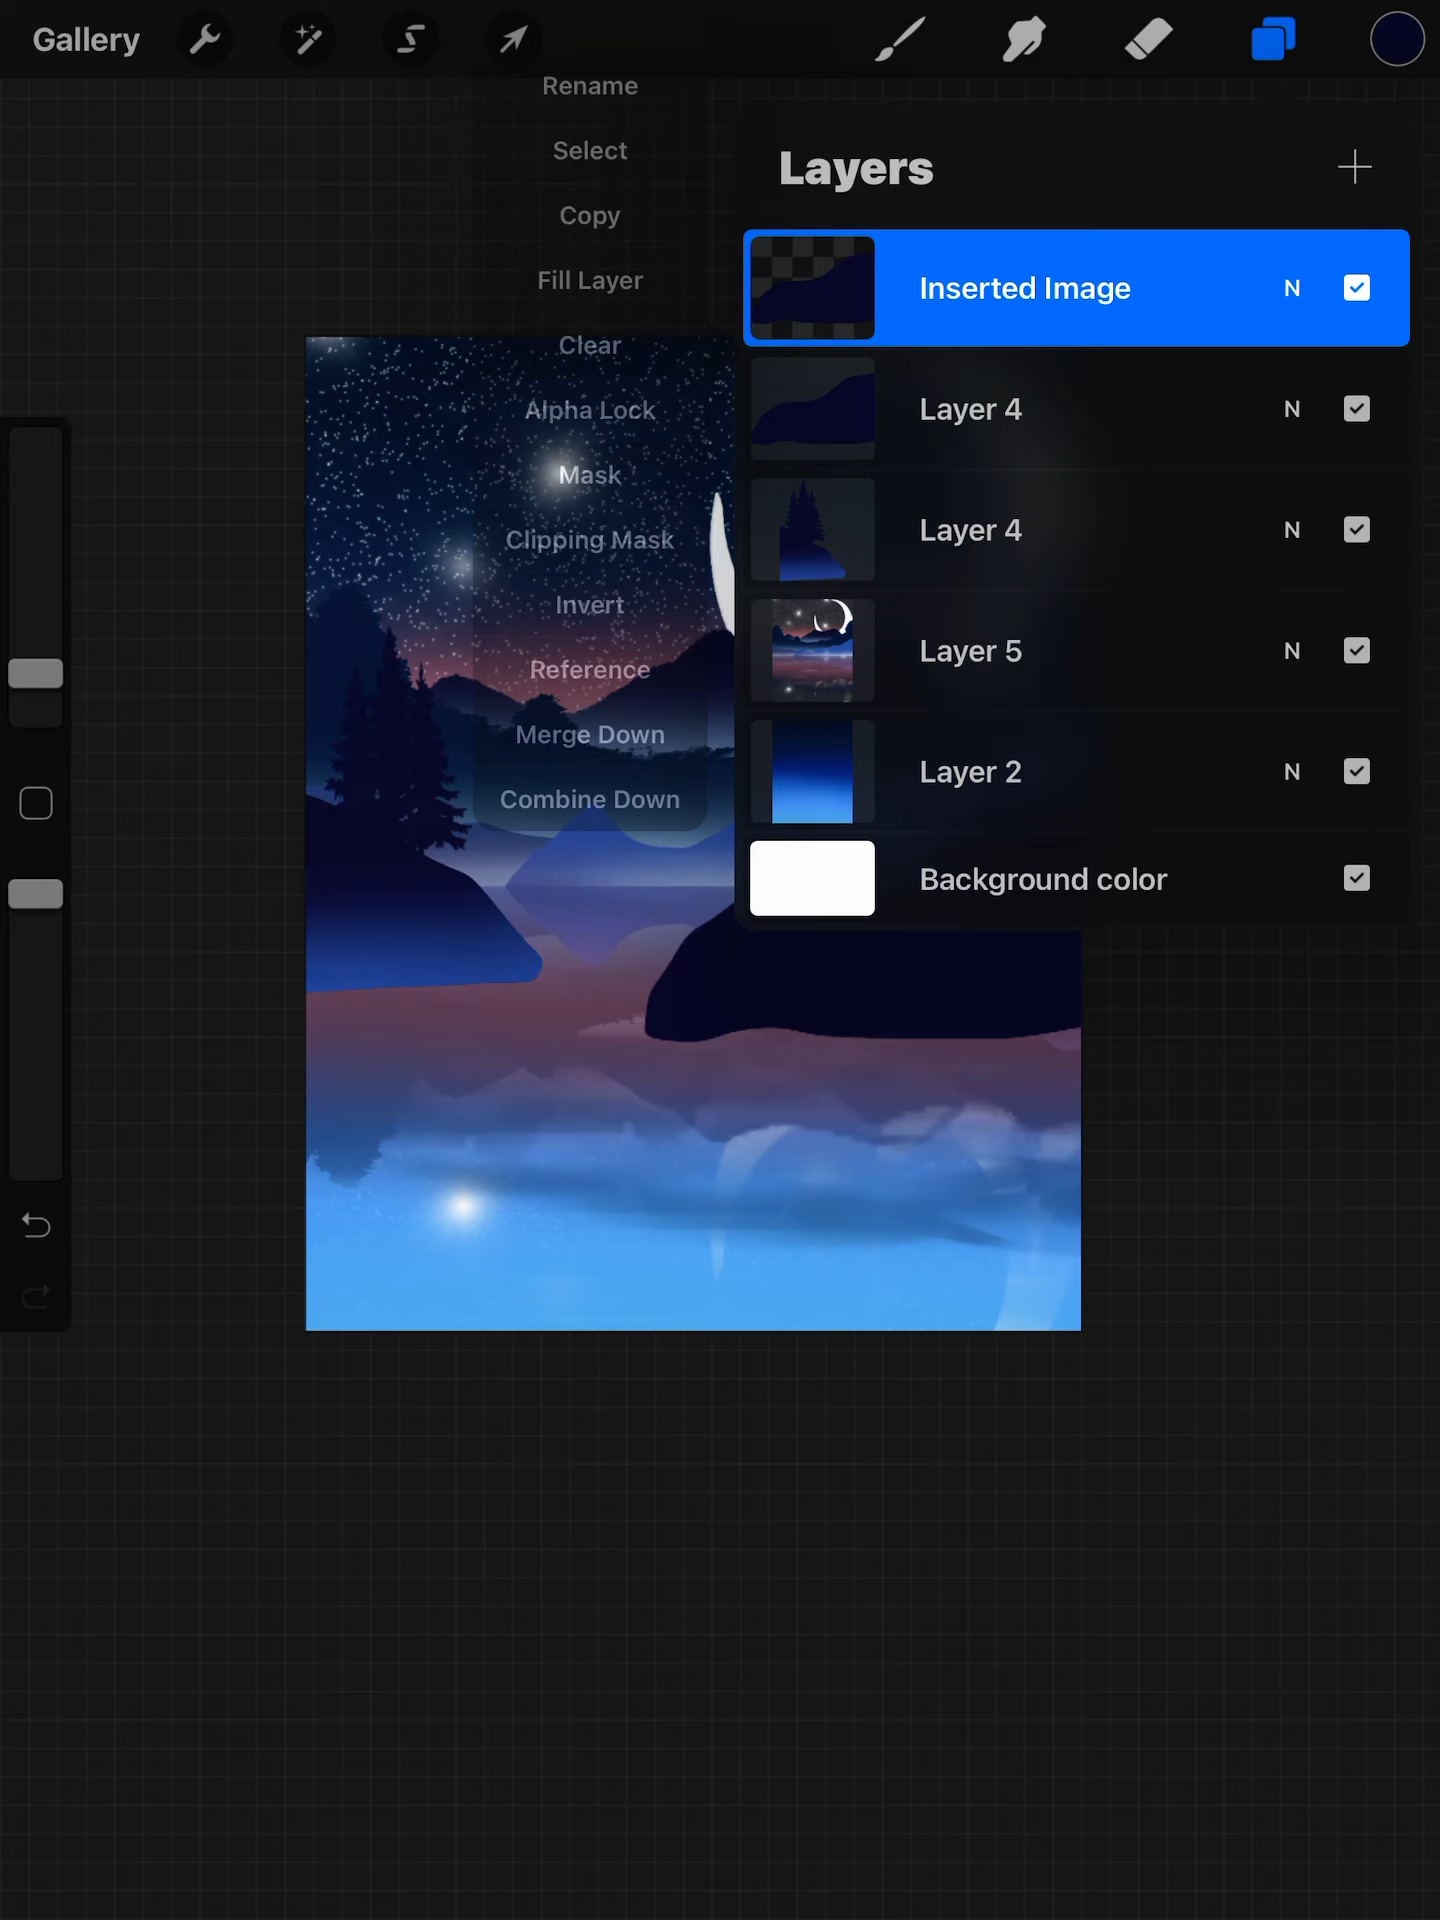 Gallery
Rename
Select
Copy
Fill Layer
Clear
Alpha Lock
Mask
Clipping Mask
Invert
Reference
Merge Down
Combine Down
Layers
Inserted Image N
Layer 4 N
Layer 4 N
Layer 5 N
Layer 2 N
Background color